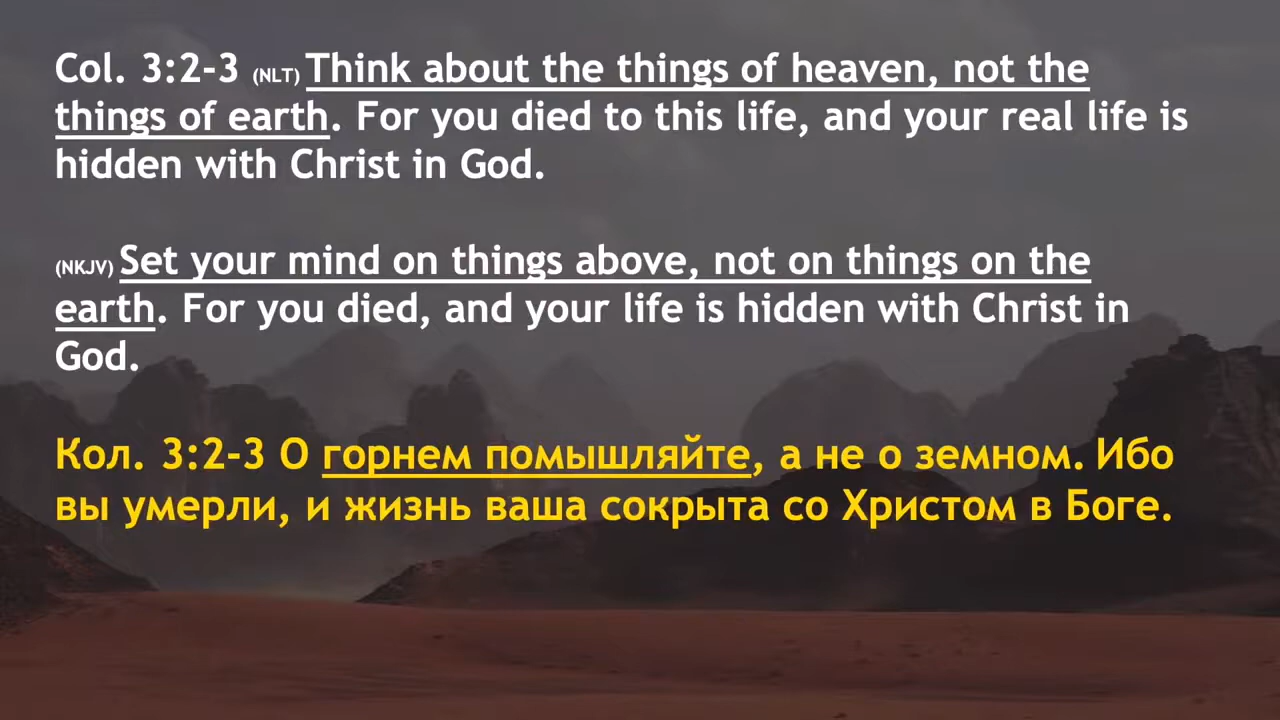 Col. 3:2-3 (NLT) Think about the things of heaven, not the
things of earth. For you died to this life, and your real life is
hidden with Christ in God.
(NKJV) Set your mind on things above, not on things on the
earth. For you died, and your life is hidden with Christ in
God.
Кол. 3:2-3 О горнем помышляйте, а не о земном. Ибо
вы умерли, и жизнь ваша сокрыта со Христом в Боге.